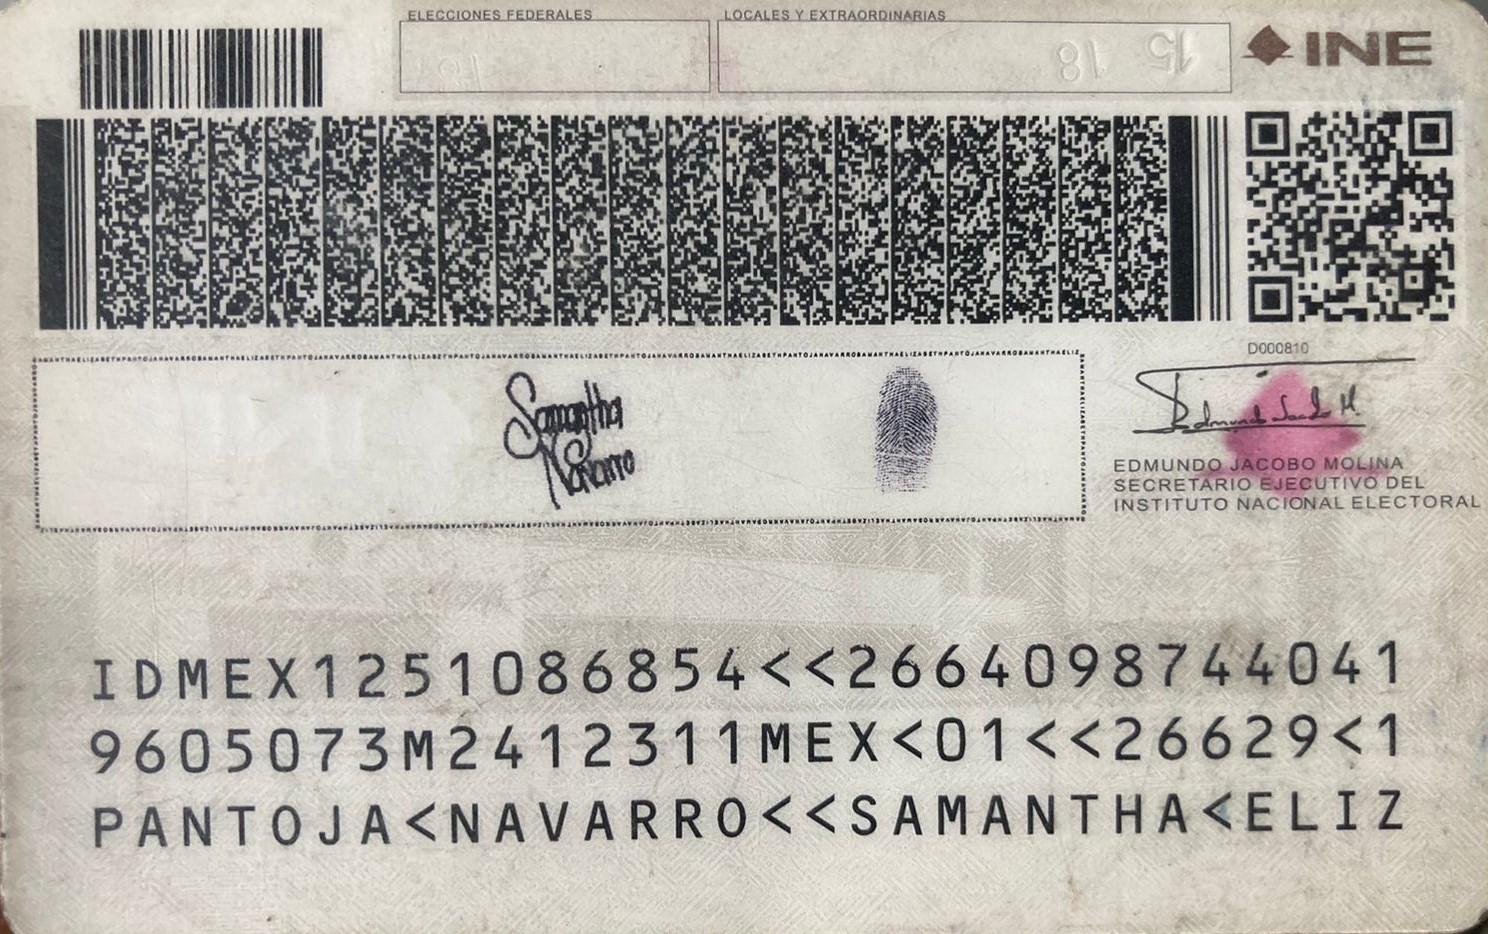 ELECCIONES FEDERALES
LOCALES Y EXTRAORDINARIAS
15
18
INE
D000810
Samantha
Navarro
EDMUNDO JACOBO MOLINA
SECRETARIO EJECUTIVO DEL
INSTITUTO NACIONAL ELECTORAL
IDMEX1251086854<<2664098744041
9605073M2412311MEX<01<<26629<1
PANTOJA<NAVARRO<<SAMANTHA<ELIZ